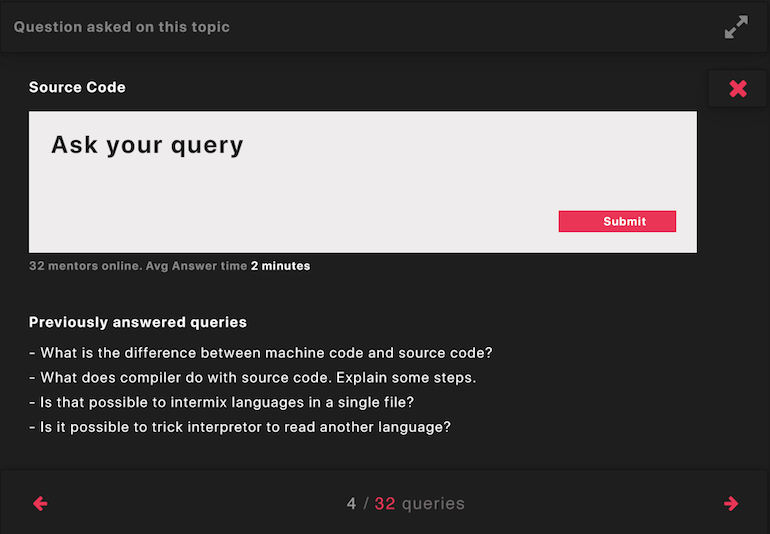 Question asked on this topic
Source Code
Ask your query
Submit
32 mentors online. Avg Answer time 2 minutes
Previously answered queries
- What is the difference between machine code and source code?
- What does compiler do with source code. Explain some steps.
- Is that possible to intermix languages in a single file?
- Is it possible to trick interpretor to read another language?
4 / 32 queries